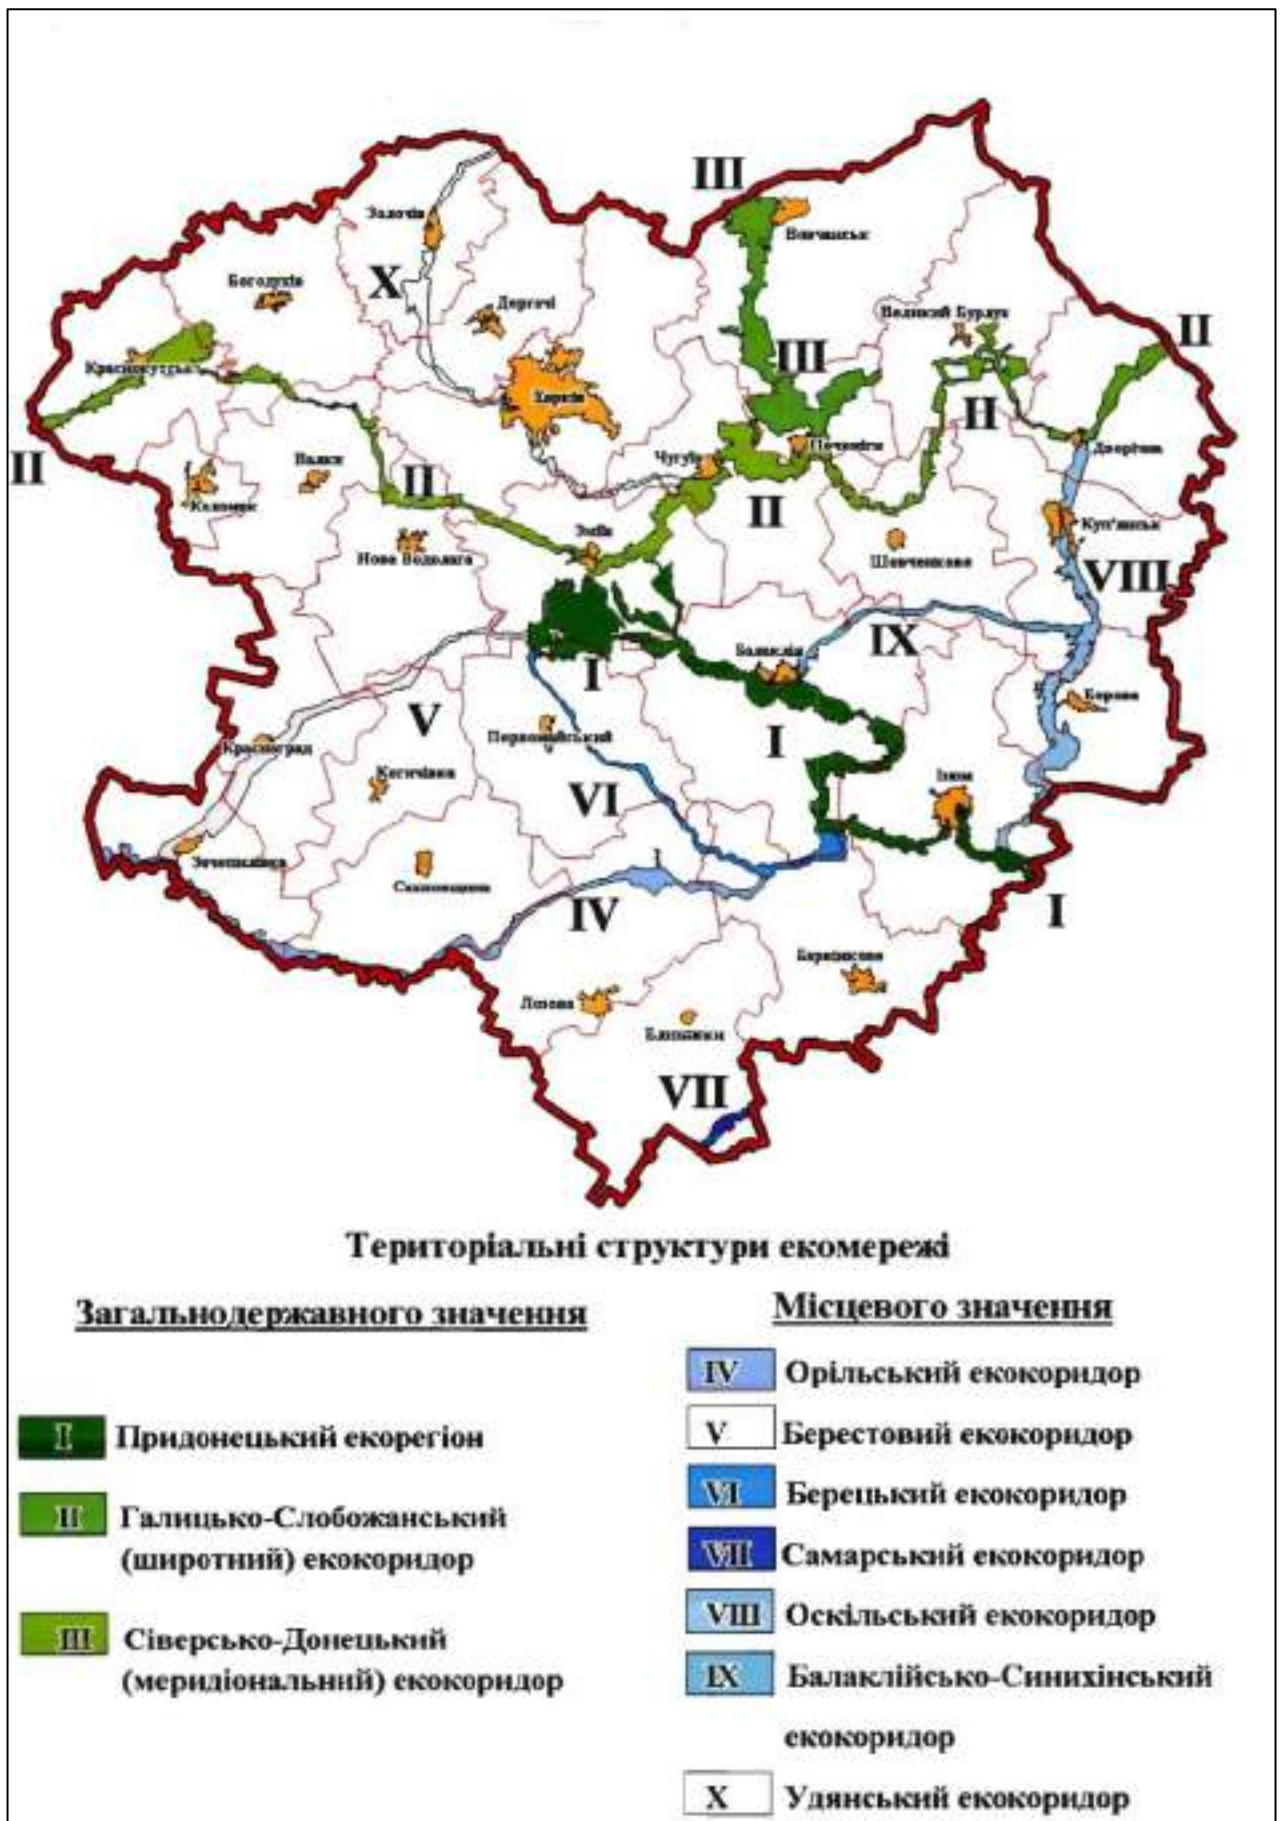 III
Золочів
Вовчанськ
X
Богодухів
Дергачі
Великий Бурлук
II
III
Краснокутськ
Харків
II
II
Валки
II
Чугуїв
Печеніги
Дворічна
Коломак
II
Куп'янськ
Нова Водолага
Зміїв
Шевченкове
VIII
IX
Балаклія
I
V
Борова
Красноград
Первомайський
I
Кегичівка
Ізюм
VI
Зачепилівка
Сахновщина
IV
I
Барвінкове
Лозова
Близнюки
VII
Територіальні структури екомережі
Загальнодержавного значення
I Придонецький екорегіон
II Галицько-Слобожанський
(широтний) екокоридор
III Сіверсько-Донецький
(меридіональний) екокоридор
Місцевого значення
IV Орільський екокоридор
V Берестовий екокоридор
VI Берецький екокоридор
VII Самарський екокоридор
VIII Оскільський екокоридор
IX Балаклійсько-Синихінський
екокоридор
X Удянський екокоридор